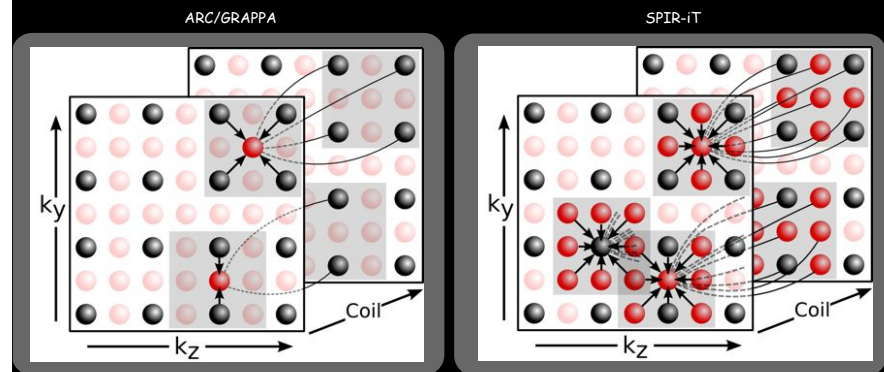 ARC/GRAPPA
SPIR-iT
ky
kz
Coil
ky
kz
Coil